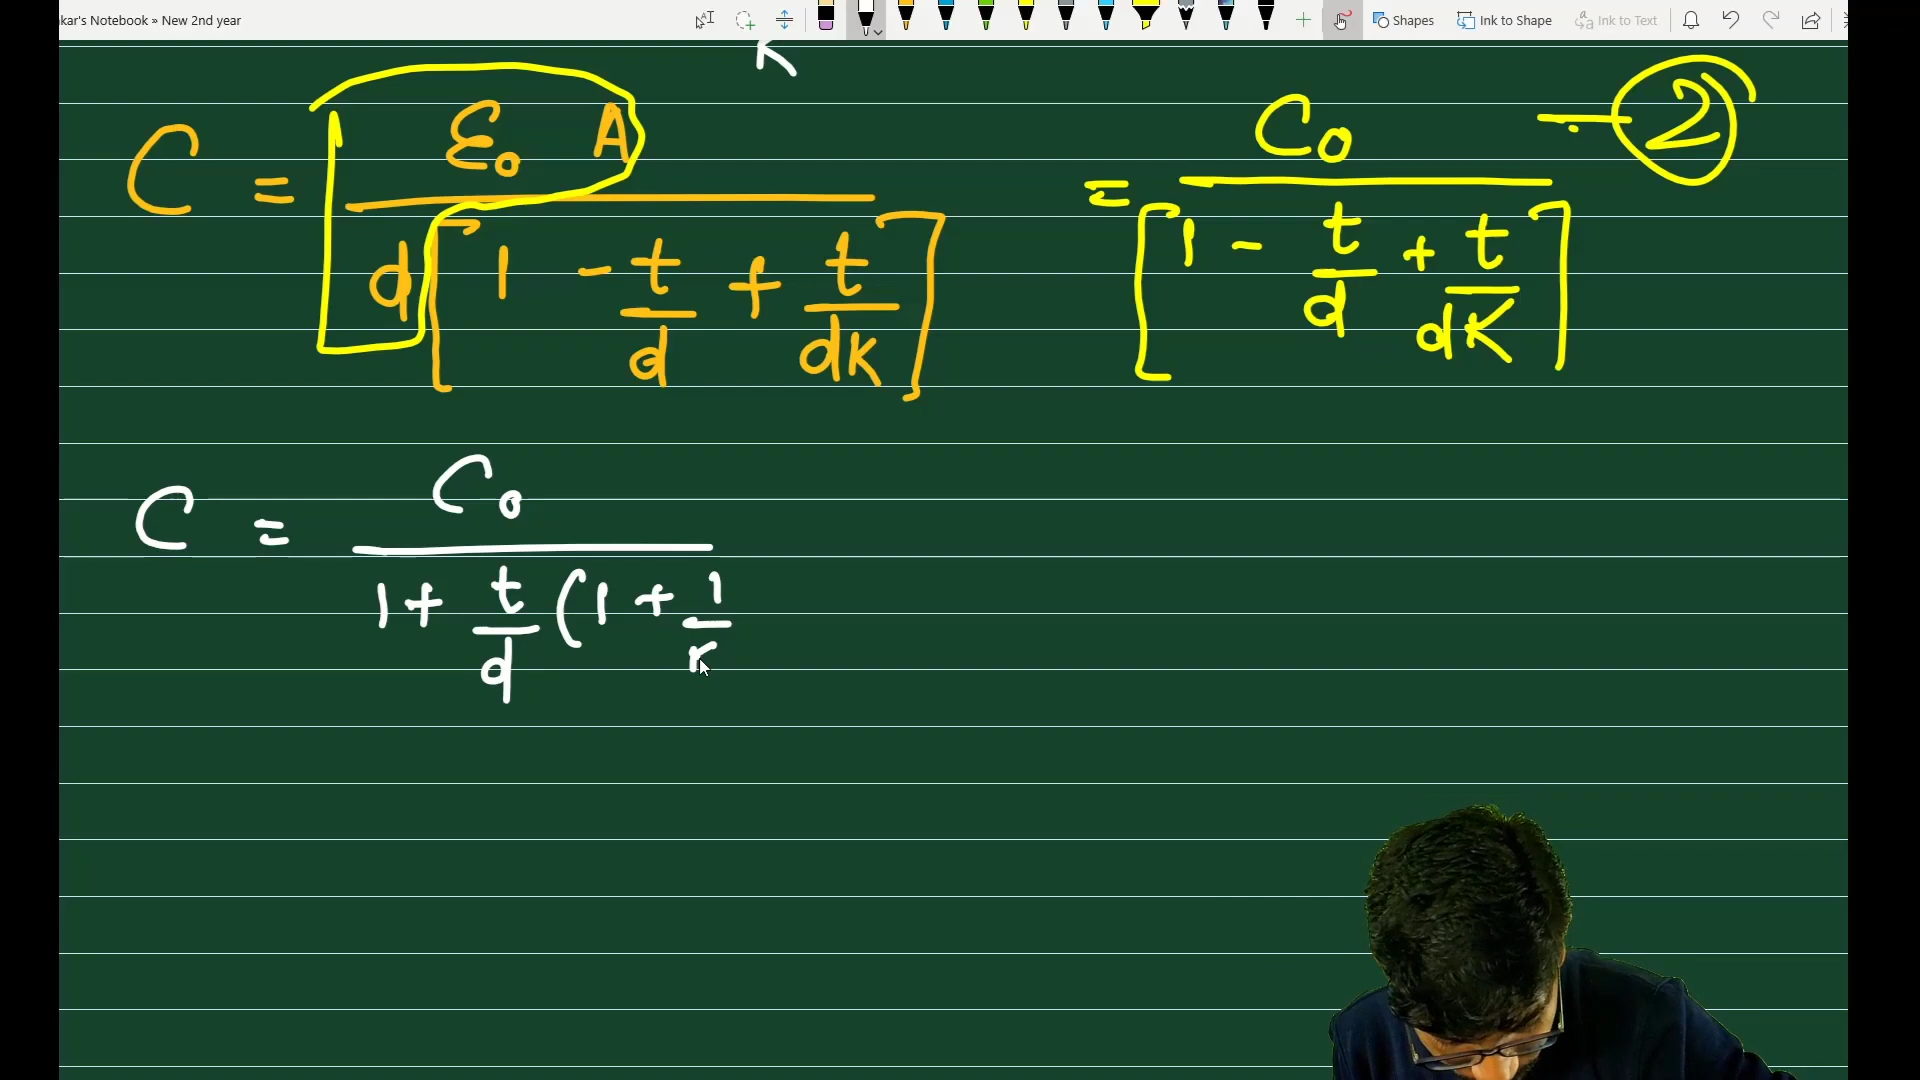 kar's Notebook » New 2nd year
Shapes Ink to Shape Ink to Text
K
C = ε₀ A / d [1 - t/d + t/dK] = C₀ / [1 - t/d + t/dK] — 2
C = C₀ / 1 + t/d (1 + 1/K